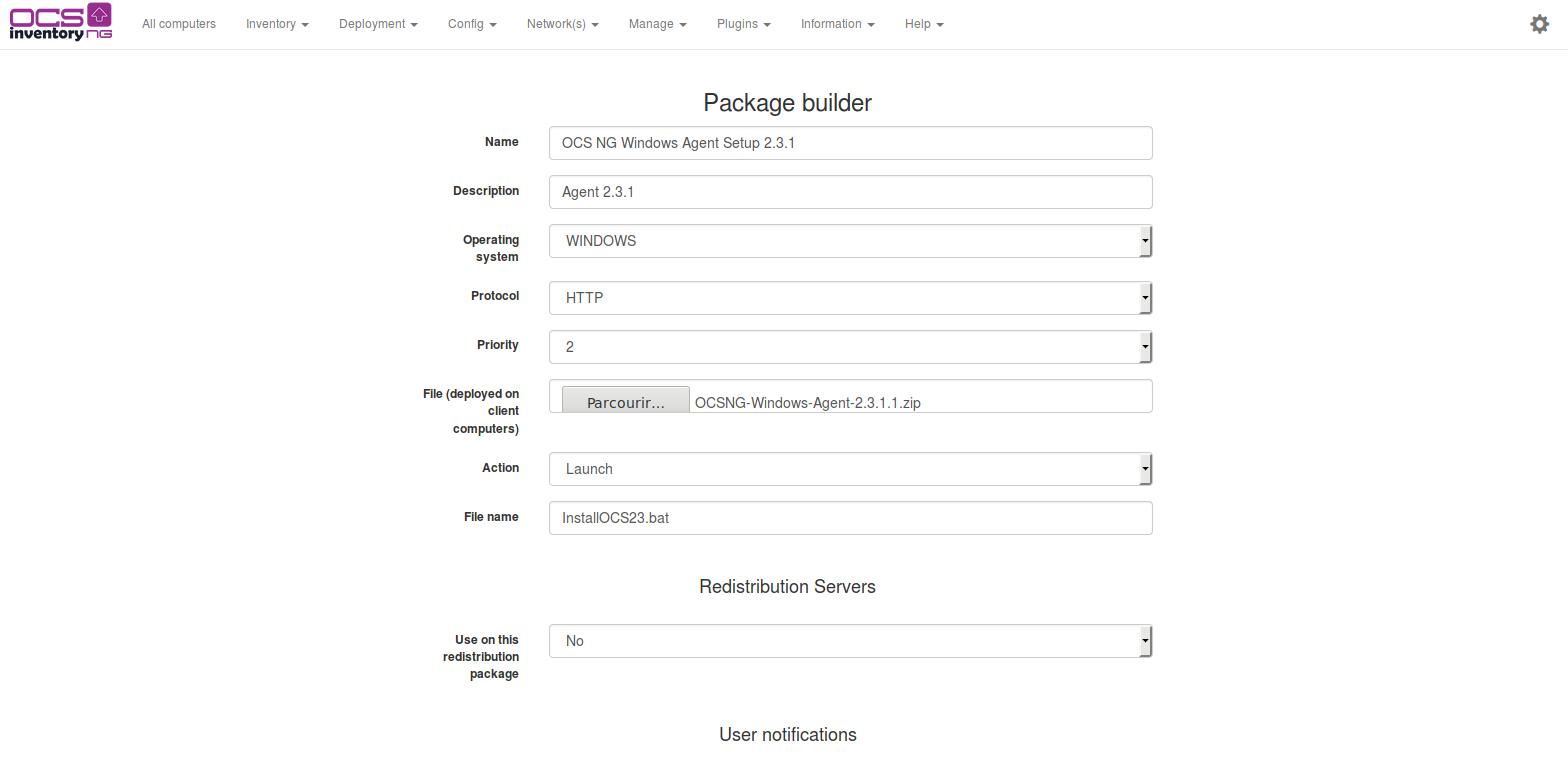 OCS
inventory NG
All computers
Inventory
Deployment
Config
Network(s)
Manage
Plugins
Information
Help
Package builder
Name
OCS NG Windows Agent Setup 2.3.1
Description
Agent 2.3.1
Operating
system
WINDOWS
Protocol
HTTP
Priority
2
File (deployed on
client
computers)
Parcourir...
OCSNG-Windows-Agent-2.3.1.1.zip
Action
Launch
File name
InstallOCS23.bat
Redistribution Servers
Use on this
redistribution
package
No
User notifications